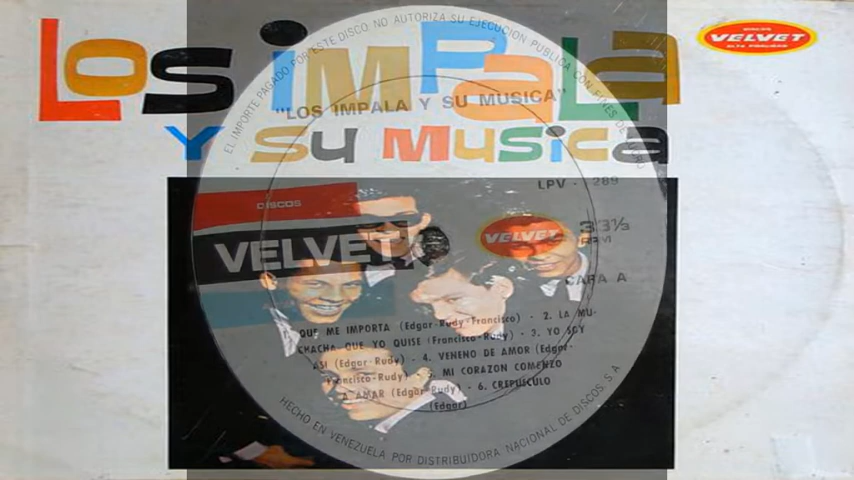 LOS IMPALA
Y SU MUSICA
DISCOS
VELVET
ALTA FIDELIDAD
EL IMPORTE PAGADO POR ESTE DISCO NO AUTORIZA SU EJECUCION PUBLICA CON FINES DE LUCRO
"LOS IMPALA Y SU MUSICA"
LPV - 1289
DISCOS
VELVET
VELVET
33⅓
RPM
CARA A
QUE ME IMPORTA (Edgar-Rudy-Francisco) - 2. LA MU-
CHACHA QUE YO QUISE (Francisco-Rudy) - 3. YO SOY
ASI (Edgar-Rudy) - 4. VENENO DE AMOR (Edgar-
Francisco-Rudy) - 5. MI CORAZON COMENZO
A AMAR (Edgar-Rudy) - 6. CREPUSCULO
(Edgar)
HECHO EN VENEZUELA POR DISTRIBUIDORA NACIONAL DE DISCOS, S.A